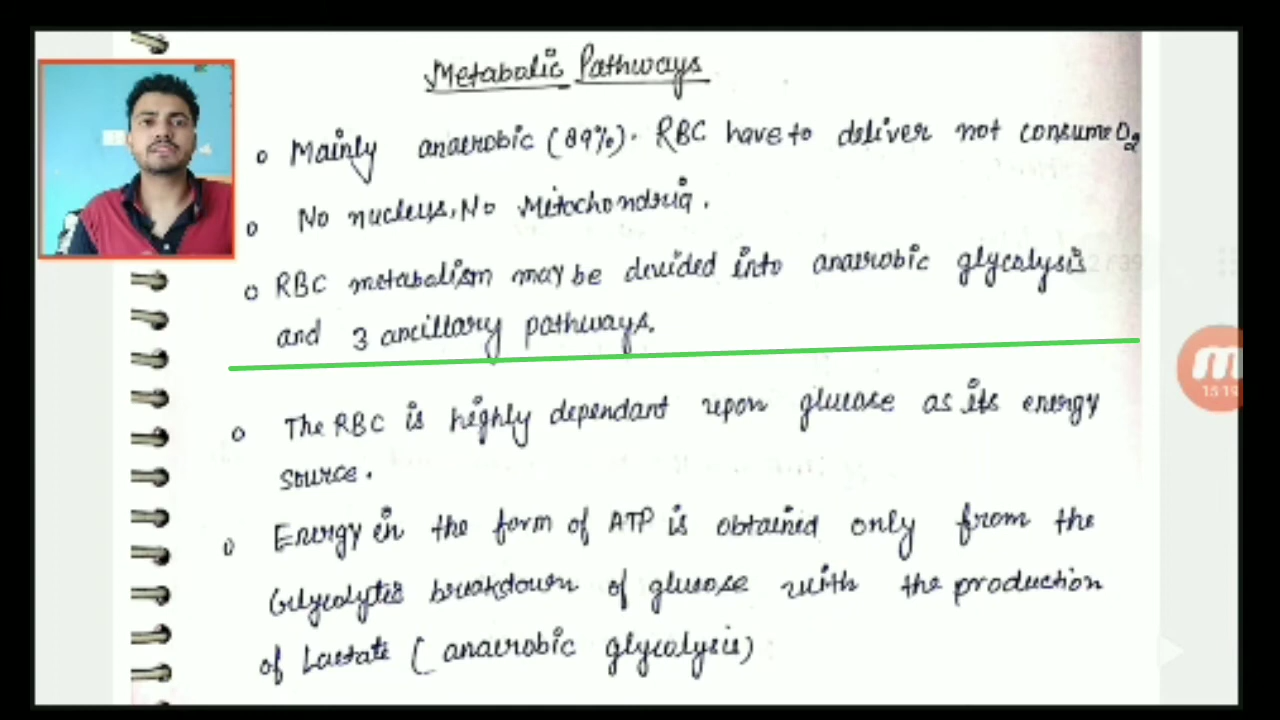 Metabolic Pathways
Mainly anaerobic (89%). RBC have to deliver not consume O2
No nucleus, No Mitochondria.
RBC metabolism may be devided into anaerobic glycolysis
and 3 ancillary pathways.
The RBC is highly dependant upon glucose as its energy
source.
Energy in the form of ATP is obtained only from the
Glycolytic breakdown of glucose with the production
of Lactate (anaerobic glycolysis)
15:19